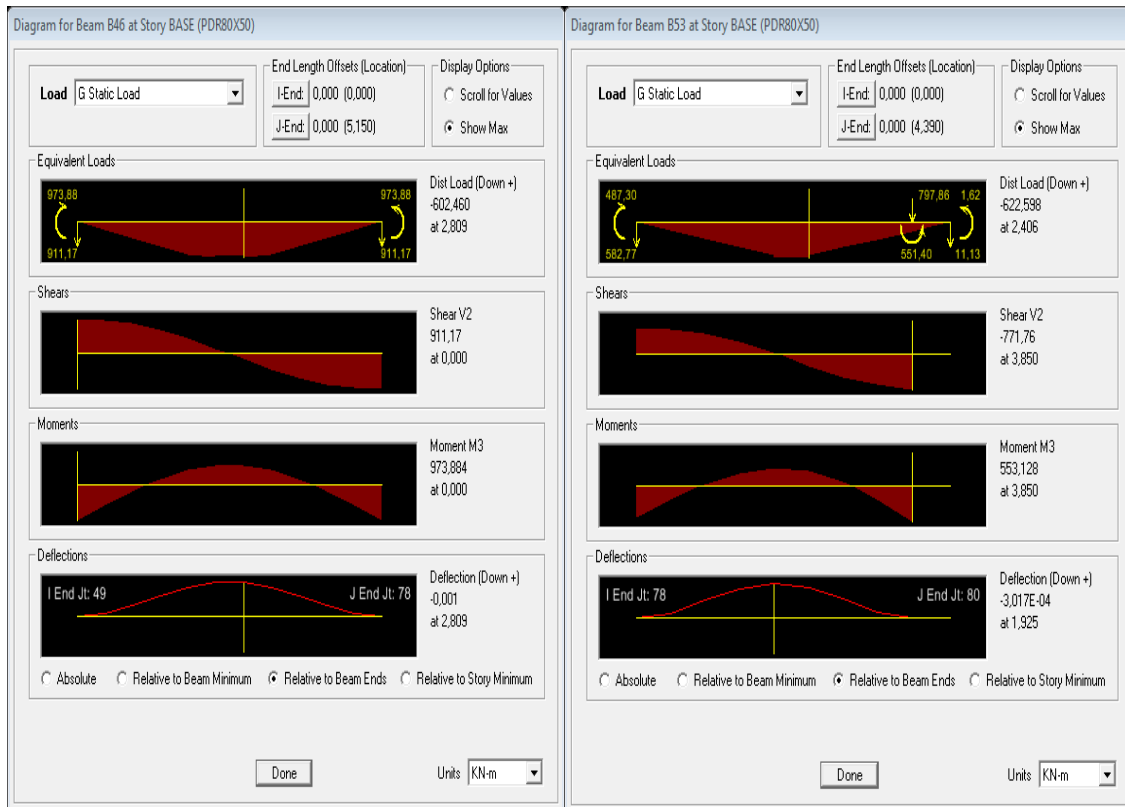 Diagram for Beam B46 at Story BASE (PDR80X50)
Load G Static Load
End Length Offsets (Location)
I-End: 0,000 (0,000)
J-End: 0,000 (5,150)
Display Options
Scroll for Values
Show Max
Equivalent Loads
973,88 973,88
911,17 911,17
Dist Load (Down +)
-602,460
at 2,809
Shears
Shear V2
911,17
at 0,000
Moments
Moment M3
973,884
at 0,000
Deflections
I End Jt: 49 J End Jt: 78
Deflection (Down +)
-0,001
at 2,809
Absolute Relative to Beam Minimum Relative to Beam Ends Relative to Story Minimum
Done Units KN-m
Diagram for Beam B53 at Story BASE (PDR80X50)
Load G Static Load
End Length Offsets (Location)
I-End: 0,000 (0,000)
J-End: 0,000 (4,390)
Display Options
Scroll for Values
Show Max
Equivalent Loads
487,30 797,86 1,62
582,77 551,40 11,13
Dist Load (Down +)
-622,598
at 2,406
Shears
Shear V2
-771,76
at 3,850
Moments
Moment M3
553,128
at 3,850
Deflections
I End Jt: 78 J End Jt: 80
Deflection (Down +)
-3,017E-04
at 1,925
Absolute Relative to Beam Minimum Relative to Beam Ends Relative to Story Minimum
Done Units KN-m